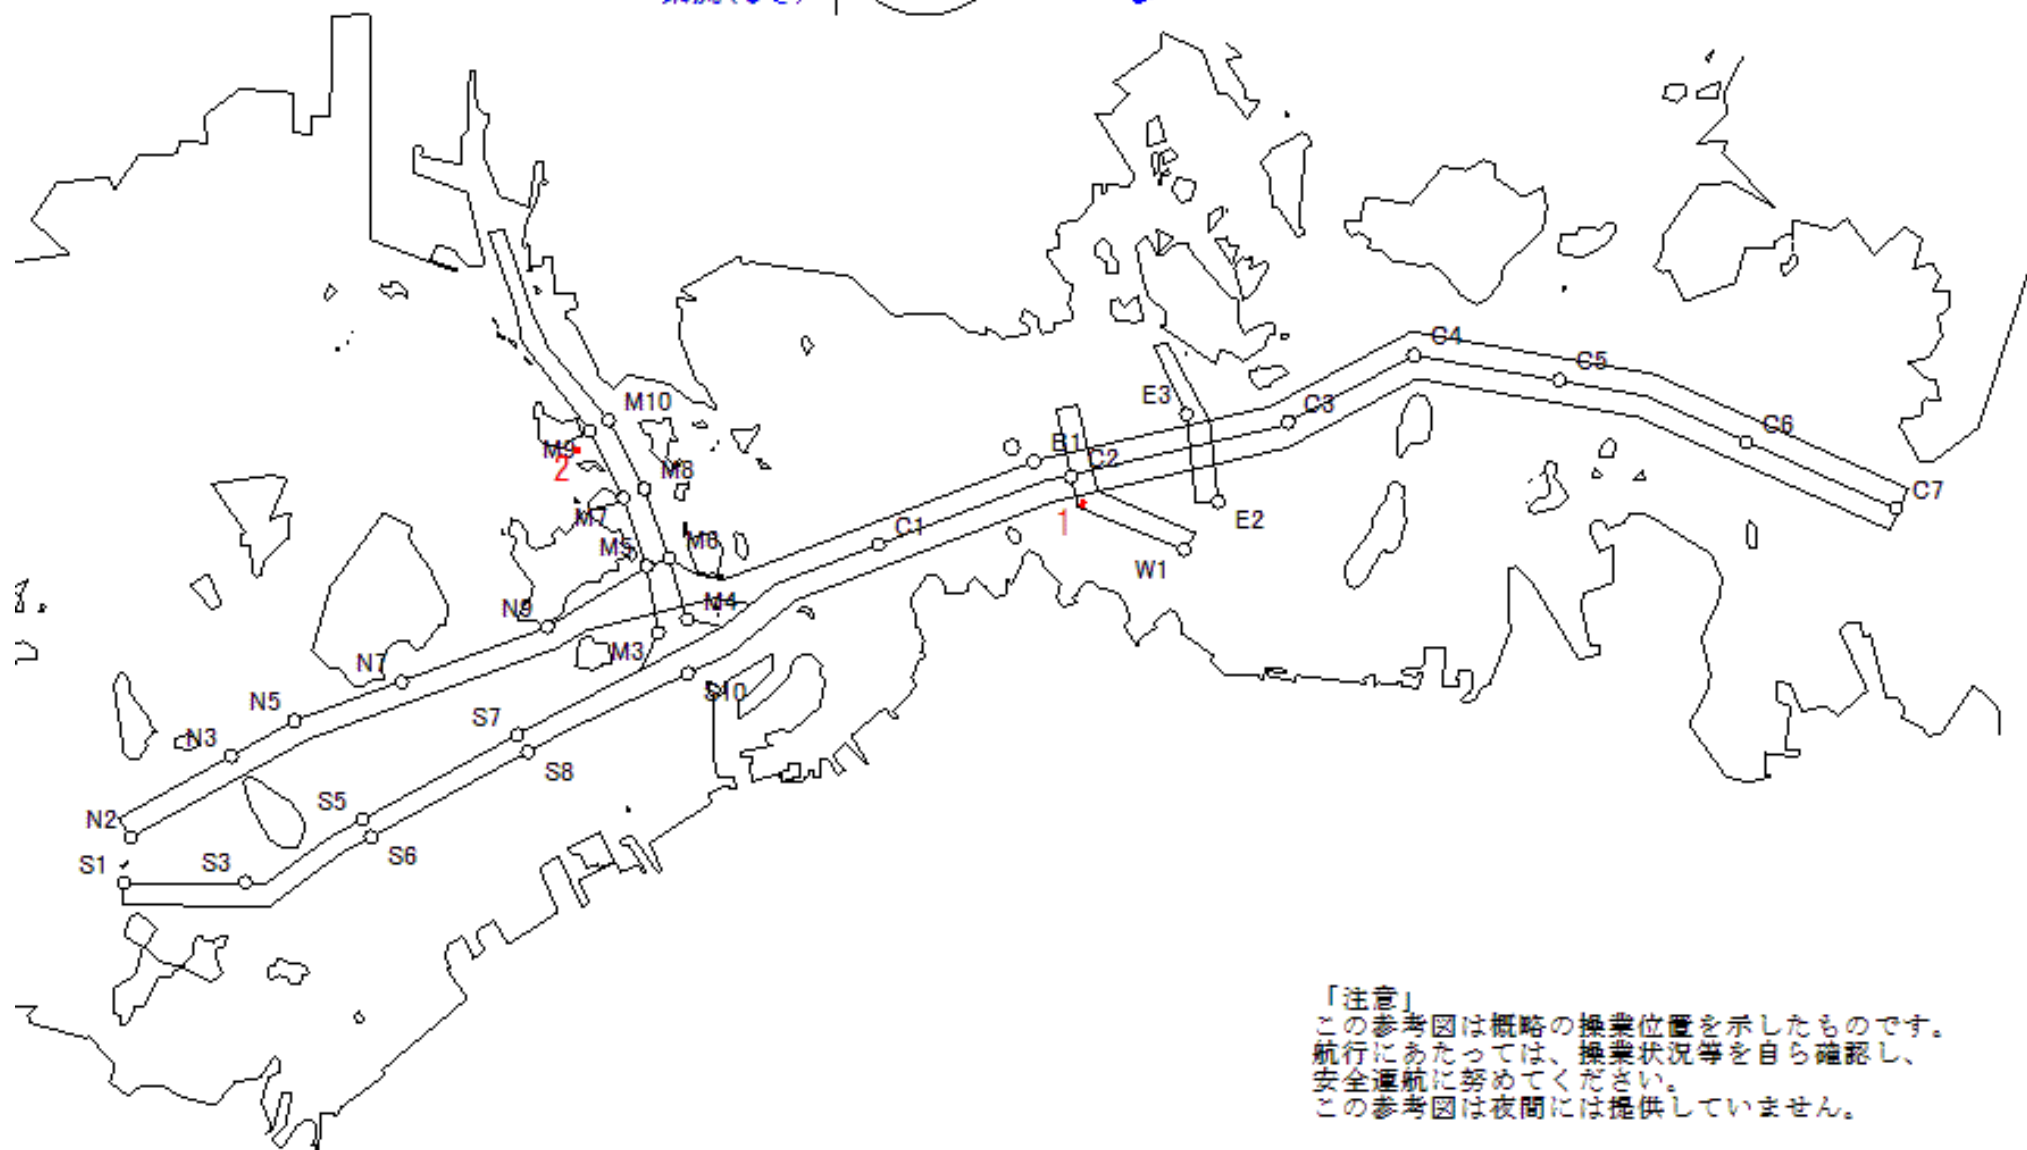 C4
C5
E3
M10
C3
C6
B1
M9
2
M8
C2
C7
M7
1
E2
C1
M5
M6
W1
N9
M4
M3
N7
S10
N5
S7
N3
S8
S5
N2
S6
S1
S3
「注意」
この参考図は概略の操業位置を示したものです。
航行にあたっては、操業状況等を自ら確認し、
安全運航に努めてください。
この参考図は夜間には提供していません。